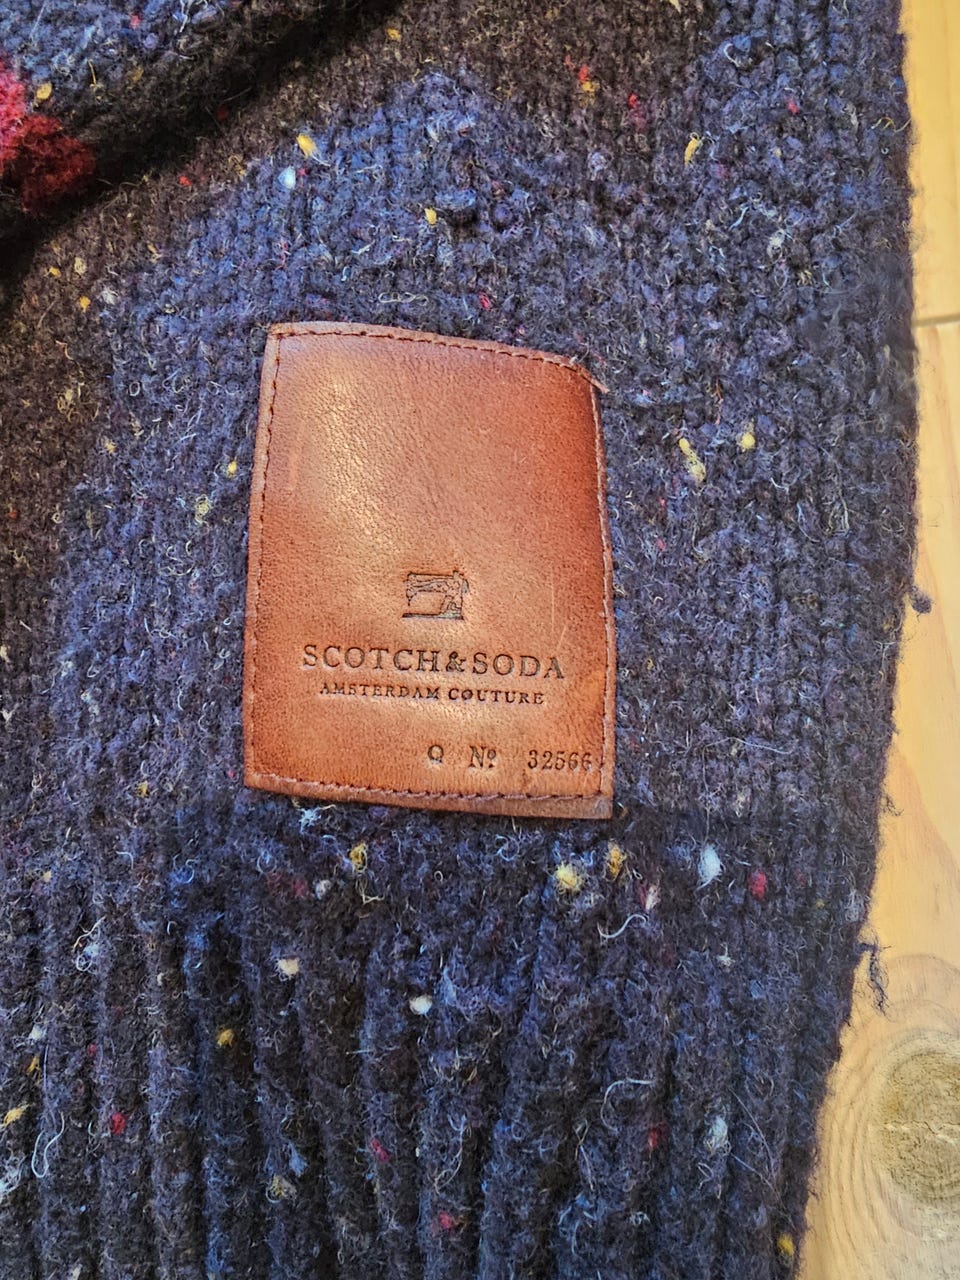 SCOTCH&SODA
AMSTERDAM COUTURE
Q Nº 32566